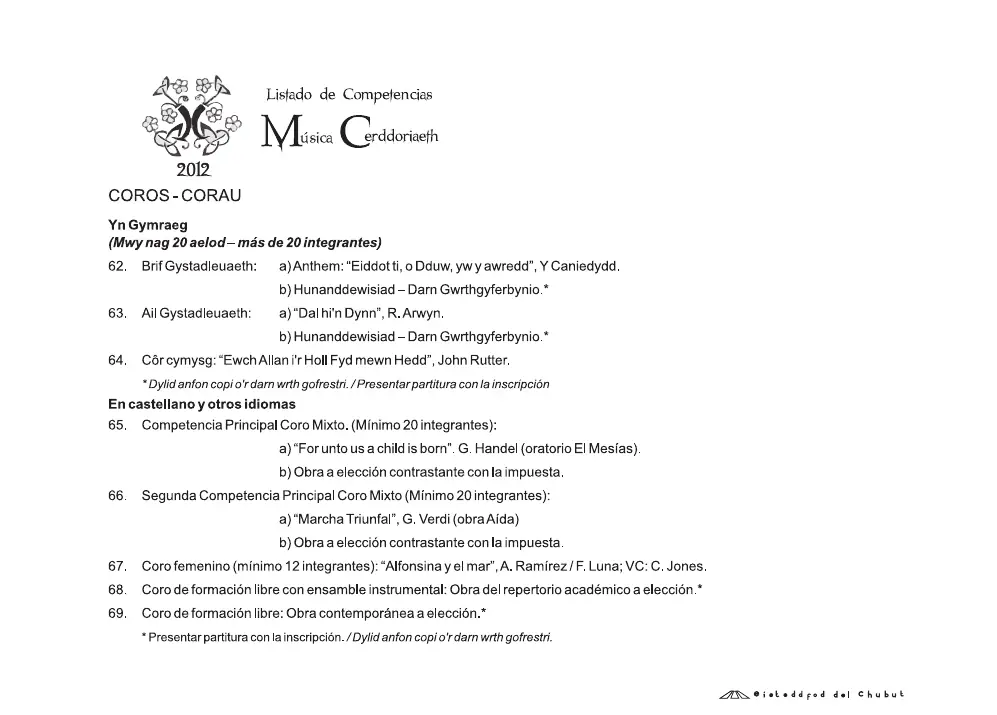 Listado de Competencias
Música Cerddoriaeth
2012
COROS - CORAU
Yn Gymraeg
(Mwy nag 20 aelod – más de 20 integrantes)
62. Brif Gystadleuaeth: a) Anthem: “Eiddot ti, o Dduw, yw y awredd”, Y Caniedydd.
b) Hunanddewisiad – Darn Gwrthgyferbynio.*
63. Ail Gystadleuaeth: a) “Dal hi'n Dynn”, R. Arwyn.
b) Hunanddewisiad – Darn Gwrthgyferbynio.*
64. Côr cymysg: “Ewch Allan i'r Holl Fyd mewn Hedd”, John Rutter.
* Dylid anfon copi o'r darn wrth gofrestri. / Presentar partitura con la inscripción
En castellano y otros idiomas
65. Competencia Principal Coro Mixto. (Mínimo 20 integrantes):
a) “For unto us a child is born”. G. Handel (oratorio El Mesías).
b) Obra a elección contrastante con la impuesta.
66. Segunda Competencia Principal Coro Mixto (Mínimo 20 integrantes):
a) “Marcha Triunfal”, G. Verdi (obra Aída)
b) Obra a elección contrastante con la impuesta.
67. Coro femenino (mínimo 12 integrantes): “Alfonsina y el mar”, A. Ramírez / F. Luna; VC: C. Jones.
68. Coro de formación libre con ensamble instrumental: Obra del repertorio académico a elección.*
69. Coro de formación libre: Obra contemporánea a elección.*
* Presentar partitura con la inscripción. / Dylid anfon copi o'r darn wrth gofrestri.
eisteddfod del Chubut